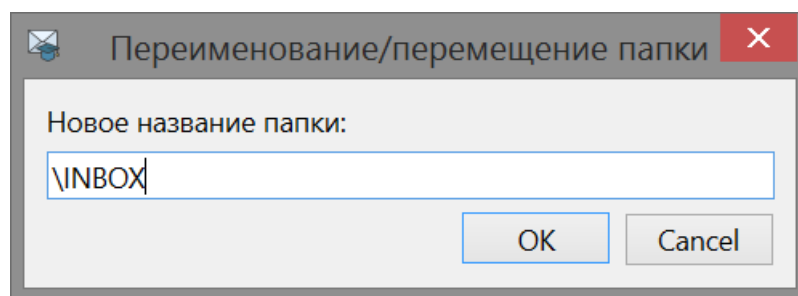 Переименование/перемещение папки
Новое название папки:
\INBOX
OK Cancel